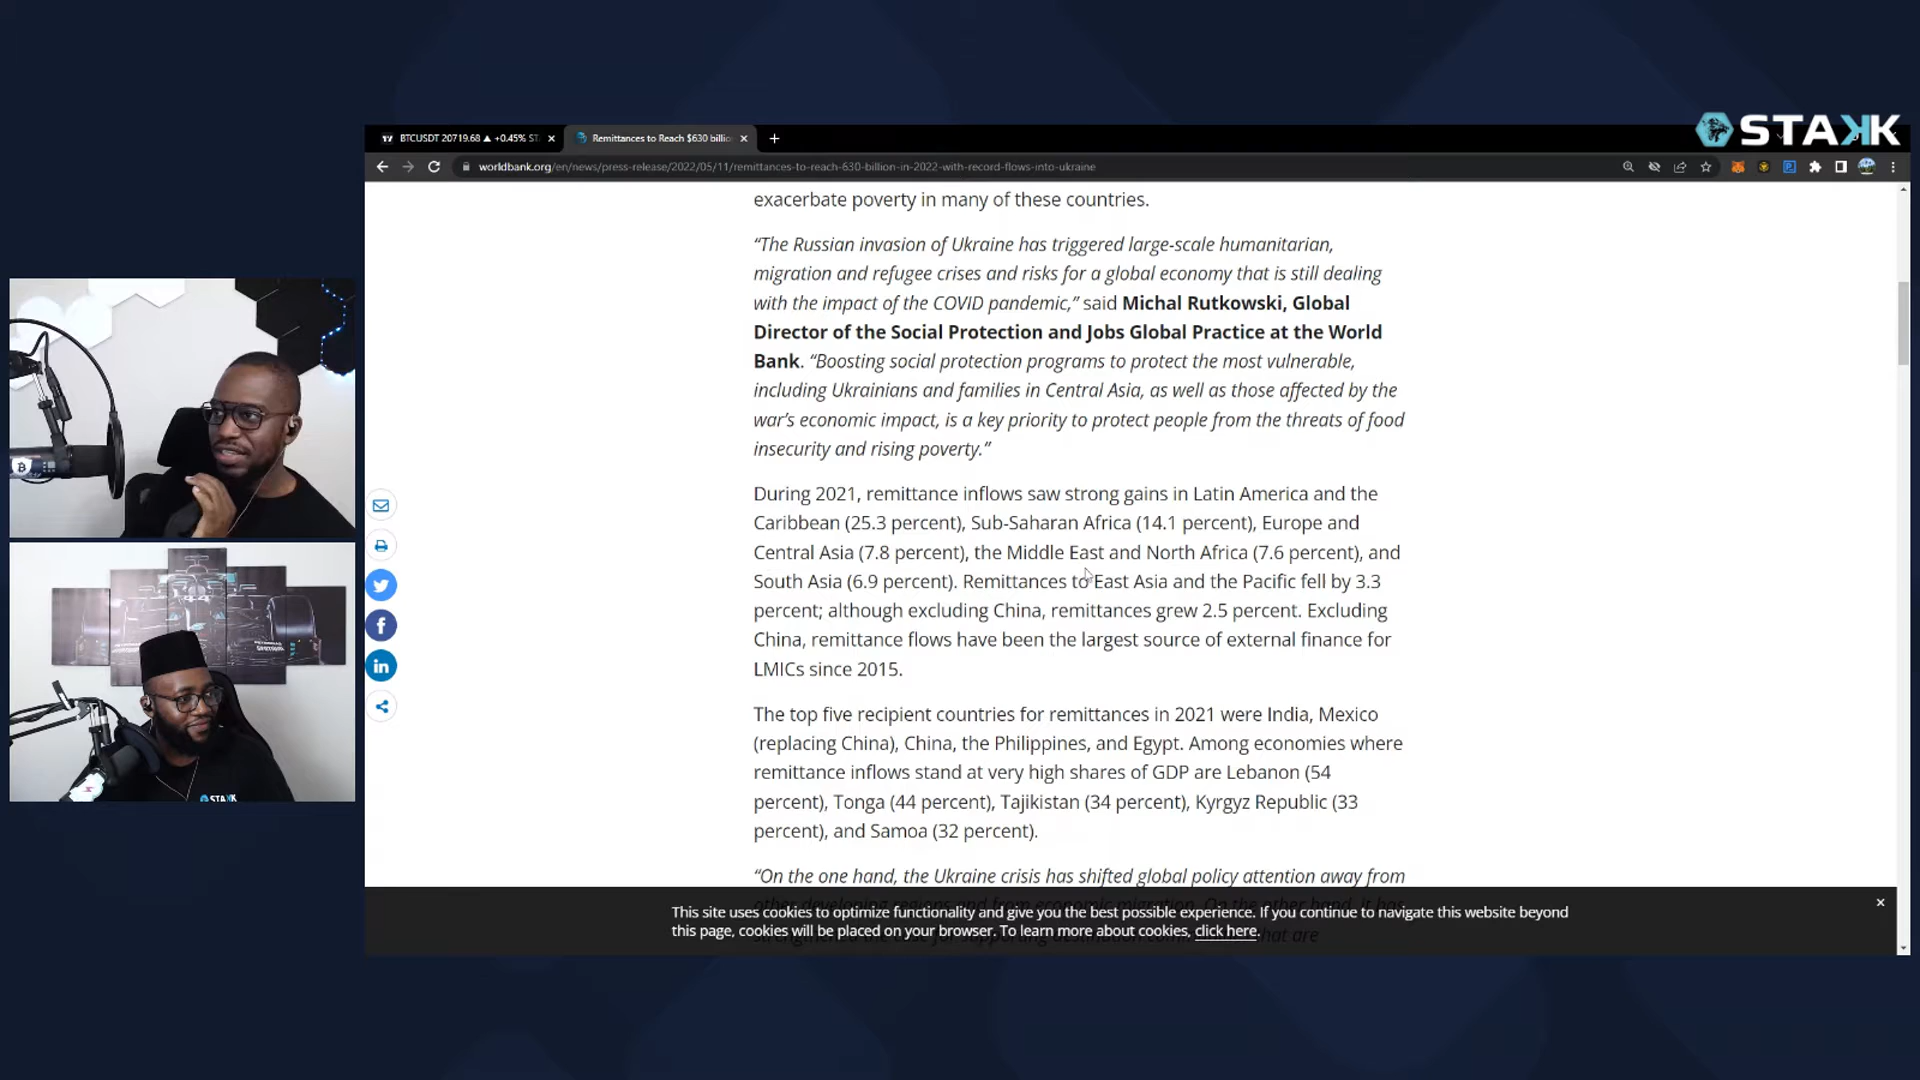 STAKK
BTCUSDT 20719.68 ▲ +0.45% ST
Remittances to Reach $630 billio
worldbank.org/en/news/press-release/2022/05/11/remittances-to-reach-630-billion-in-2022-with-record-flows-into-ukraine
exacerbate poverty in many of these countries.
“The Russian invasion of Ukraine has triggered large-scale humanitarian,
migration and refugee crises and risks for a global economy that is still dealing
with the impact of the COVID pandemic,” said Michal Rutkowski, Global
Director of the Social Protection and Jobs Global Practice at the World
Bank. “Boosting social protection programs to protect the most vulnerable,
including Ukrainians and families in Central Asia, as well as those affected by the
war’s economic impact, is a key priority to protect people from the threats of food
insecurity and rising poverty.”
During 2021, remittance inflows saw strong gains in Latin America and the
Caribbean (25.3 percent), Sub-Saharan Africa (14.1 percent), Europe and
Central Asia (7.8 percent), the Middle East and North Africa (7.6 percent), and
South Asia (6.9 percent). Remittances to East Asia and the Pacific fell by 3.3
percent; although excluding China, remittances grew 2.5 percent. Excluding
China, remittance flows have been the largest source of external finance for
LMICs since 2015.
The top five recipient countries for remittances in 2021 were India, Mexico
(replacing China), China, the Philippines, and Egypt. Among economies where
remittance inflows stand at very high shares of GDP are Lebanon (54
percent), Tonga (44 percent), Tajikistan (34 percent), Kyrgyz Republic (33
percent), and Samoa (32 percent).
“On the one hand, the Ukraine crisis has shifted global policy attention away from
This site uses cookies to optimize functionality and give you the best possible experience. If you continue to navigate this website beyond
this page, cookies will be placed on your browser. To learn more about cookies, click here.
44
STAKK